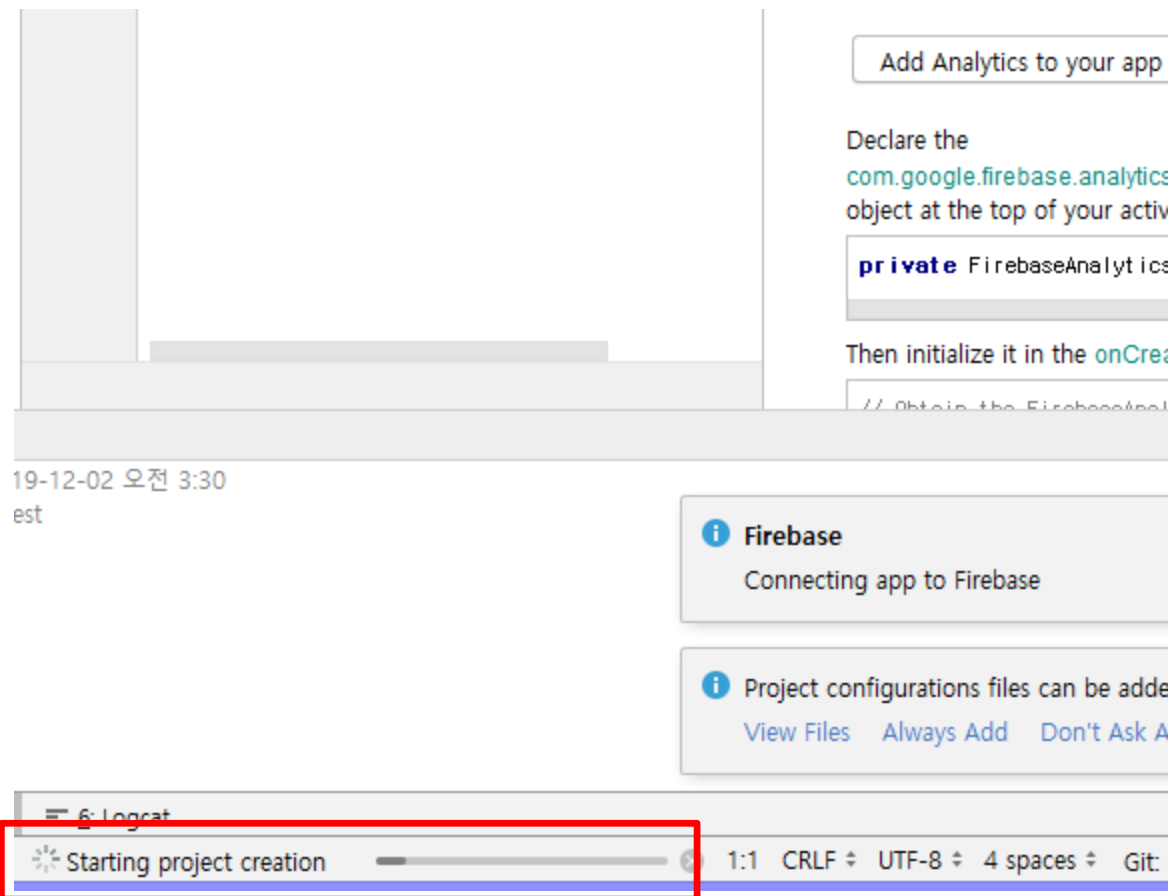 Add Analytics to your app
Declare the
com.google.firebase.analytics
object at the top of your activ
private FirebaseAnalytics
Then initialize it in the onCrea
// Obtain the FirebaseAnal
19-12-02 오전 3:30
est
Firebase
Connecting app to Firebase
Project configurations files can be adde
View Files Always Add Don't Ask A
6: Logcat
Starting project creation 1:1 CRLF UTF-8 4 spaces Git: